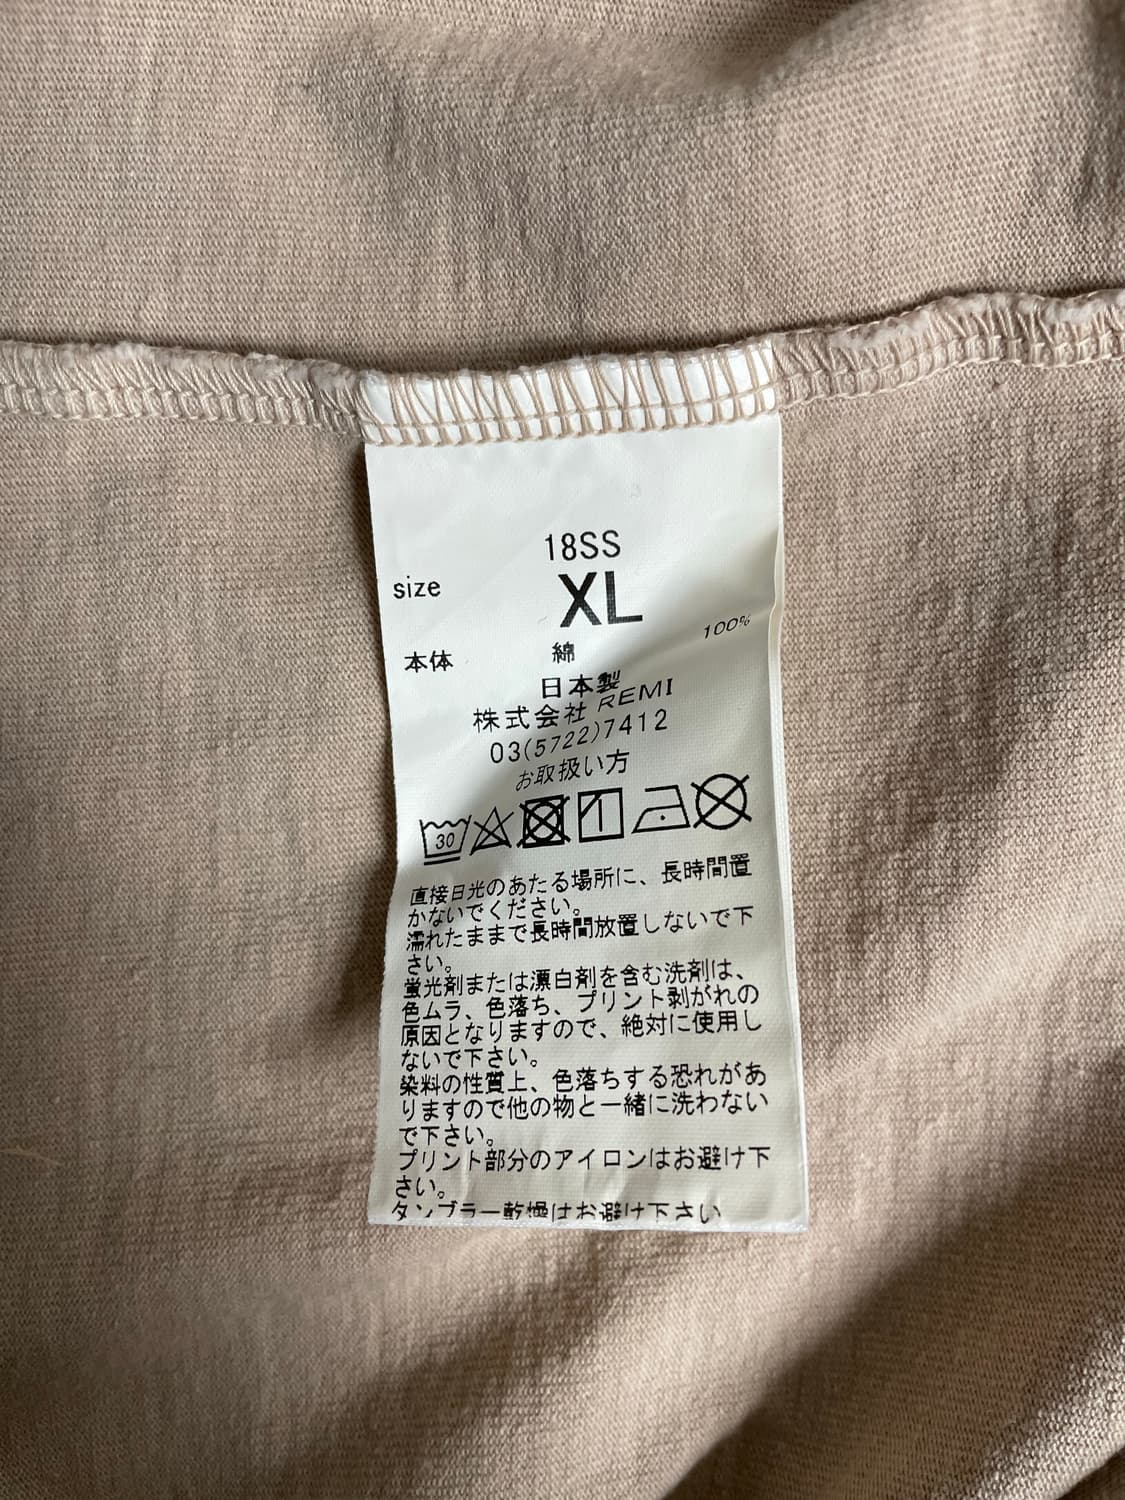 18SS
size XL
本体 綿 100%
日本製
株式会社 REMI
03(5722)7412
お取扱い方
30
直接日光のあたる場所に、長時間置
かないでください。
濡れたままで長時間放置しないで下
さい。
蛍光剤または漂白剤を含む洗剤は、
色ムラ、色落ち、プリント剥がれの
原因となりますので、絶対に使用し
ないで下さい。
染料の性質上、色落ちする恐れがあ
りますので他の物と一緒に洗わない
で下さい。
プリント部分のアイロンはお避け下
さい。
タンブラー乾燥はお避け下さい